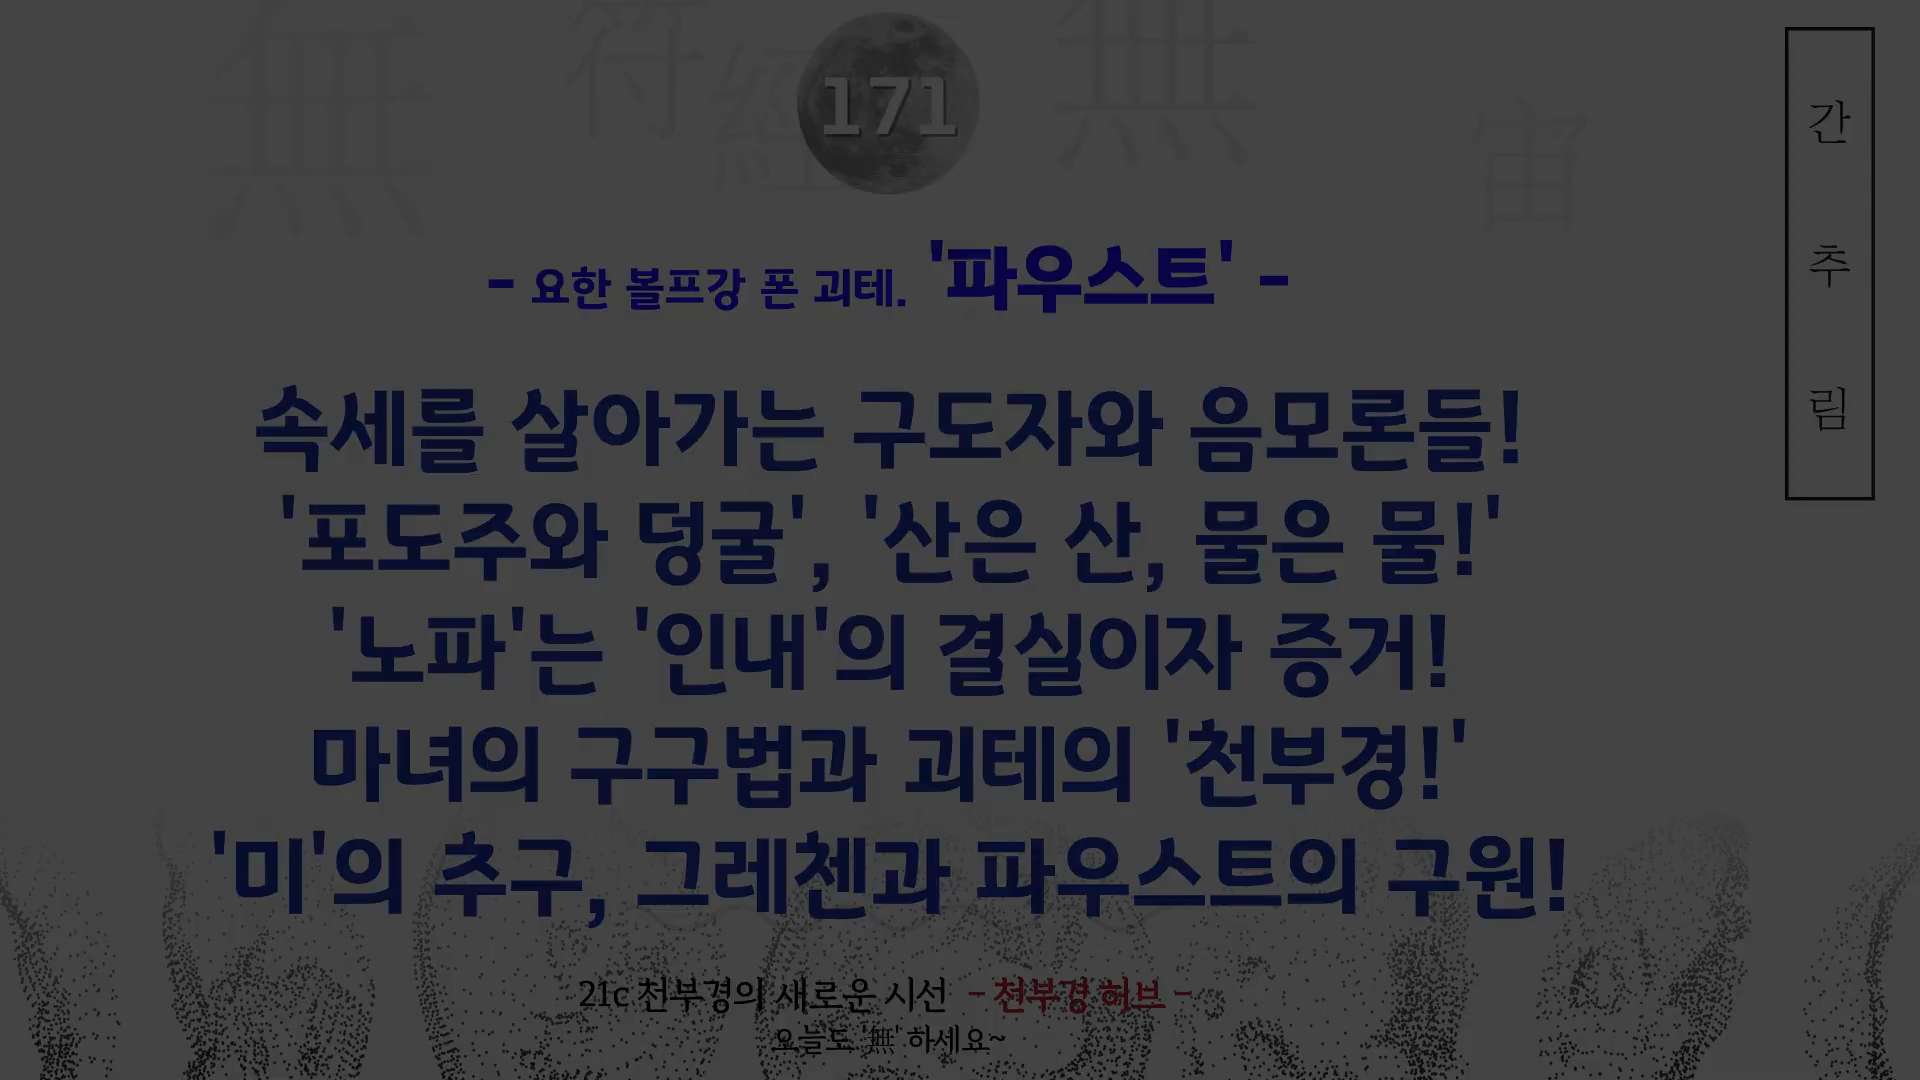 無 符 經 無 宙
171
간
추
림
- 요한 볼프강 폰 괴테. '파우스트' -
속세를 살아가는 구도자와 음모론들!
'포도주와 덩굴', '산은 산, 물은 물!'
'노파'는 '인내'의 결실이자 증거!
마녀의 구구법과 괴테의 '천부경!'
'미'의 추구, 그레첸과 파우스트의 구원!
21c 천부경의 새로운 시선 - 천부경 허브 -
오늘도 '無' 하세요~